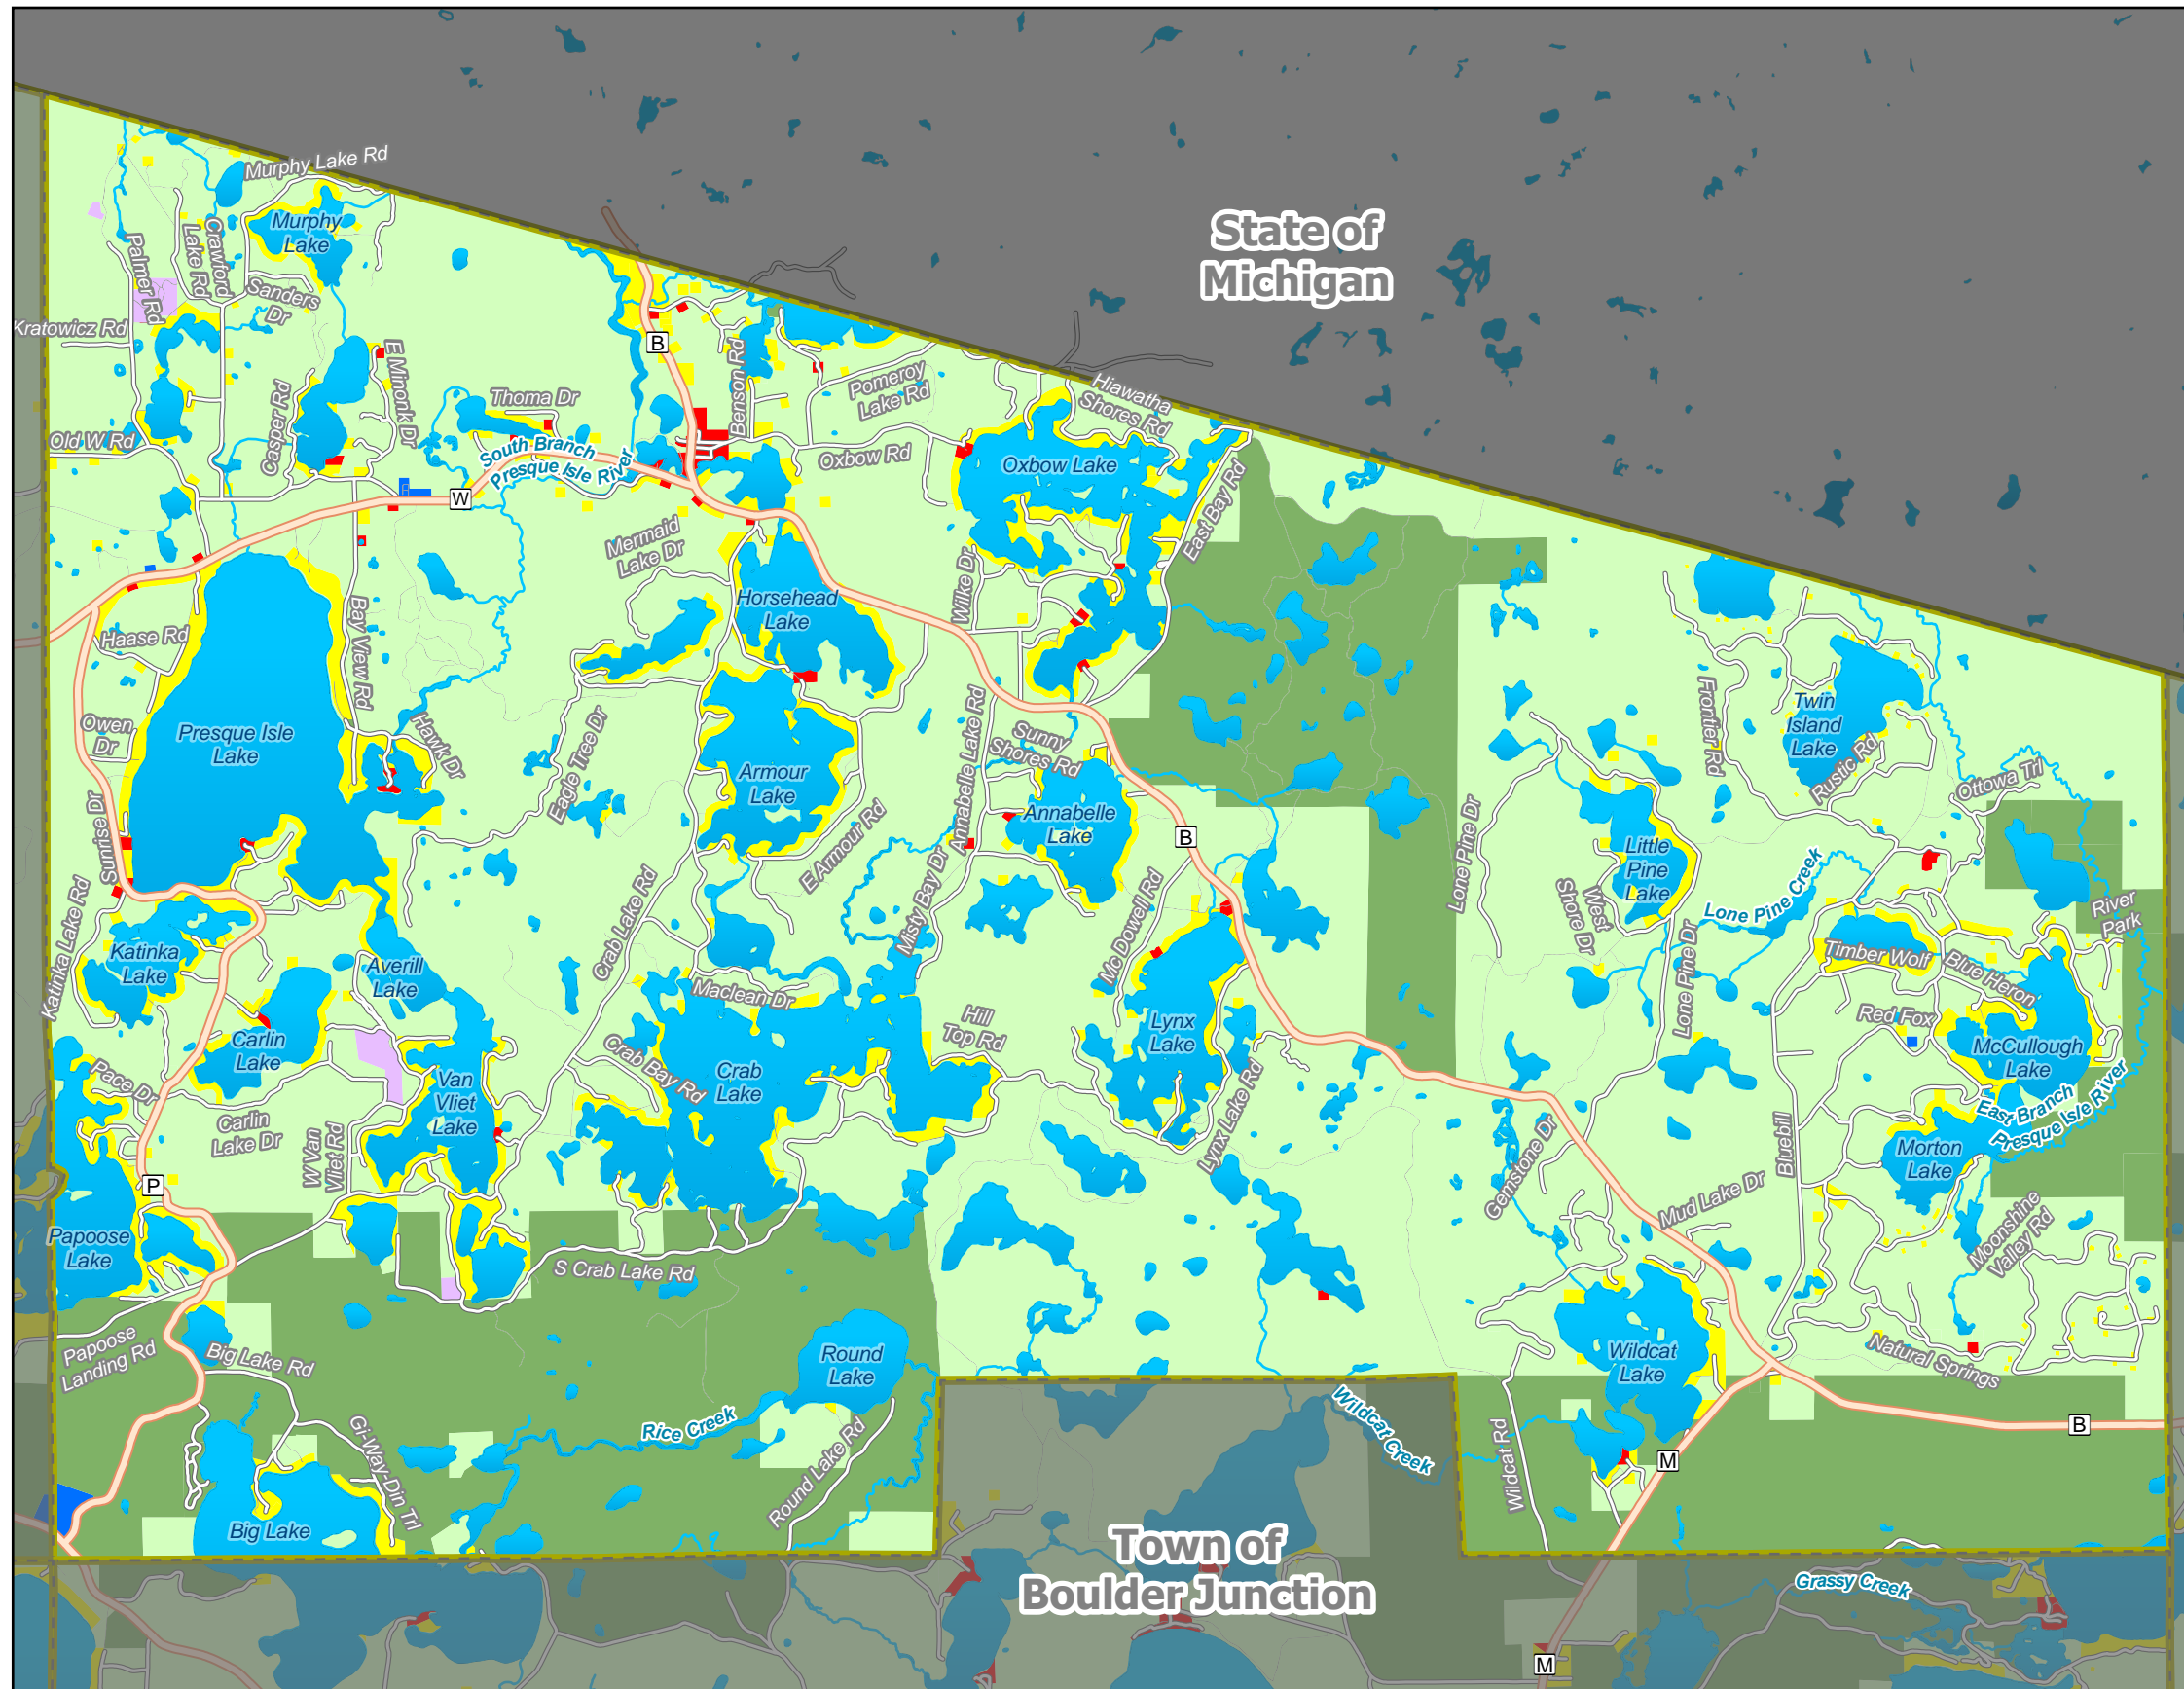 State of
Michigan
Murphy Lake Rd
Murphy
Lake
Palmer Rd
Crawford
Lake Rd
Sanders
Dr
Kratowicz Rd
Old W Rd
Casper Rd
E Minonk Dr
Thoma Dr
South Branch
Presque Isle River
B
W
Benson Rd
Pomeroy
Lake Rd
Oxbow Rd
Hiawatha
Shores Rd
Oxbow Lake
East Bay Rd
Mermaid
Lake Dr
Wilke Dr
Horsehead
Lake
Haase Rd
Bay View Rd
Presque Isle
Lake
Owen
Dr
Hawk Dr
Eagle Tree Dr
Armour
Lake
E Armour Rd
Annabelle Lake Rd
Sunny
Shores Rd
Annabelle
Lake
B
Sunrise Dr
Katinka Lake Rd
Katinka
Lake
Averill
Lake
Crab Lake Rd
Misty Bay Dr
Mc Dowell Rd
Maclean Dr
Carlin
Lake
Hill
Top Rd
Lynx
Lake
Lynx Lake Rd
Crab Bay Rd
Crab
Lake
Van
Vliet
Lake
Pace Dr
Carlin
Lake Dr
W Van
Vliet Rd
P
Papoose
Lake
S Crab Lake Rd
Papoose
Landing Rd
Big Lake Rd
Gi-Way-Din Trl
Big Lake
Rice Creek
Round
Lake
Round Lake Rd
Frontier Rd
Twin
Island
Lake
Rustic Rd
Ottowa Trl
Lone Pine Dr
Little
Pine
Lake
West
Shore Dr
Lone Pine Creek
Lone Pine Dr
River
Park
Timber Wolf
Blue Heron
Red Fox
McCullough
Lake
East Branch
Presque Isle River
Morton
Lake
Bluebill
Gemstone Dr
Mud Lake Dr
Moonshine
Valley Rd
Wildcat
Lake
Natural Springs
Wildcat Creek
Wildcat Rd
M
B
Town of
Boulder Junction
Grassy Creek
M